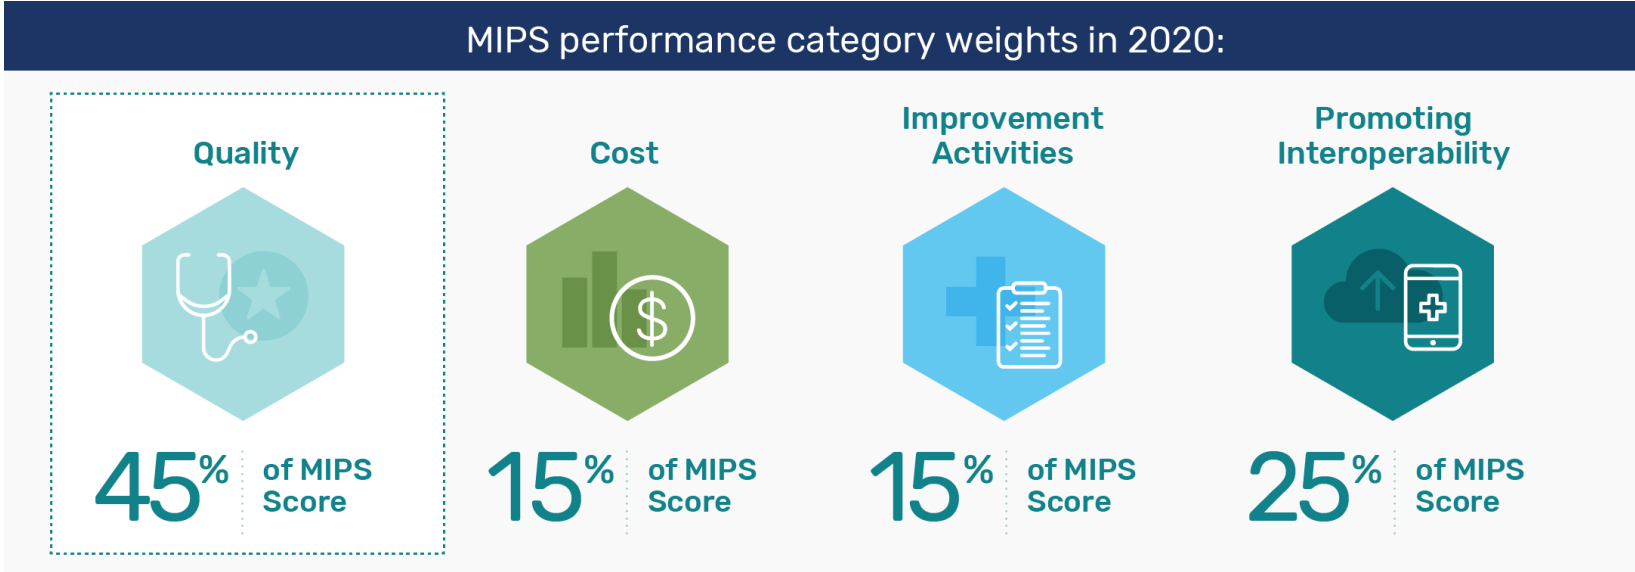 MIPS performance category weights in 2020:
Quality
45% of MIPS
Score
Cost
15% of MIPS
Score
Improvement
Activities
15% of MIPS
Score
Promoting
Interoperability
25% of MIPS
Score